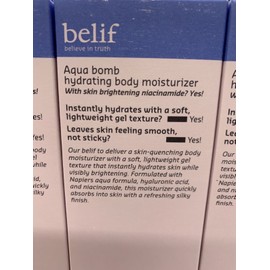 belif
believe in truth
Aqua bomb
hydrating body moisturizer
With skin brightening niacinamide? Yes!
Instantly hydrates with a soft,
lightweight gel texture? Yes!
Leaves skin feeling smooth,
not sticky? Yes!
Our belif to deliver a skin-quenching body
moisturizer with a soft, lightweight gel
texture that instantly hydrates skin while
visibly brightening. Formulated with
Napiers aqua formula, hyaluronic acid,
and niacinamide, this moisturizer quickly
absorbs into skin with a refreshing silky
finish.